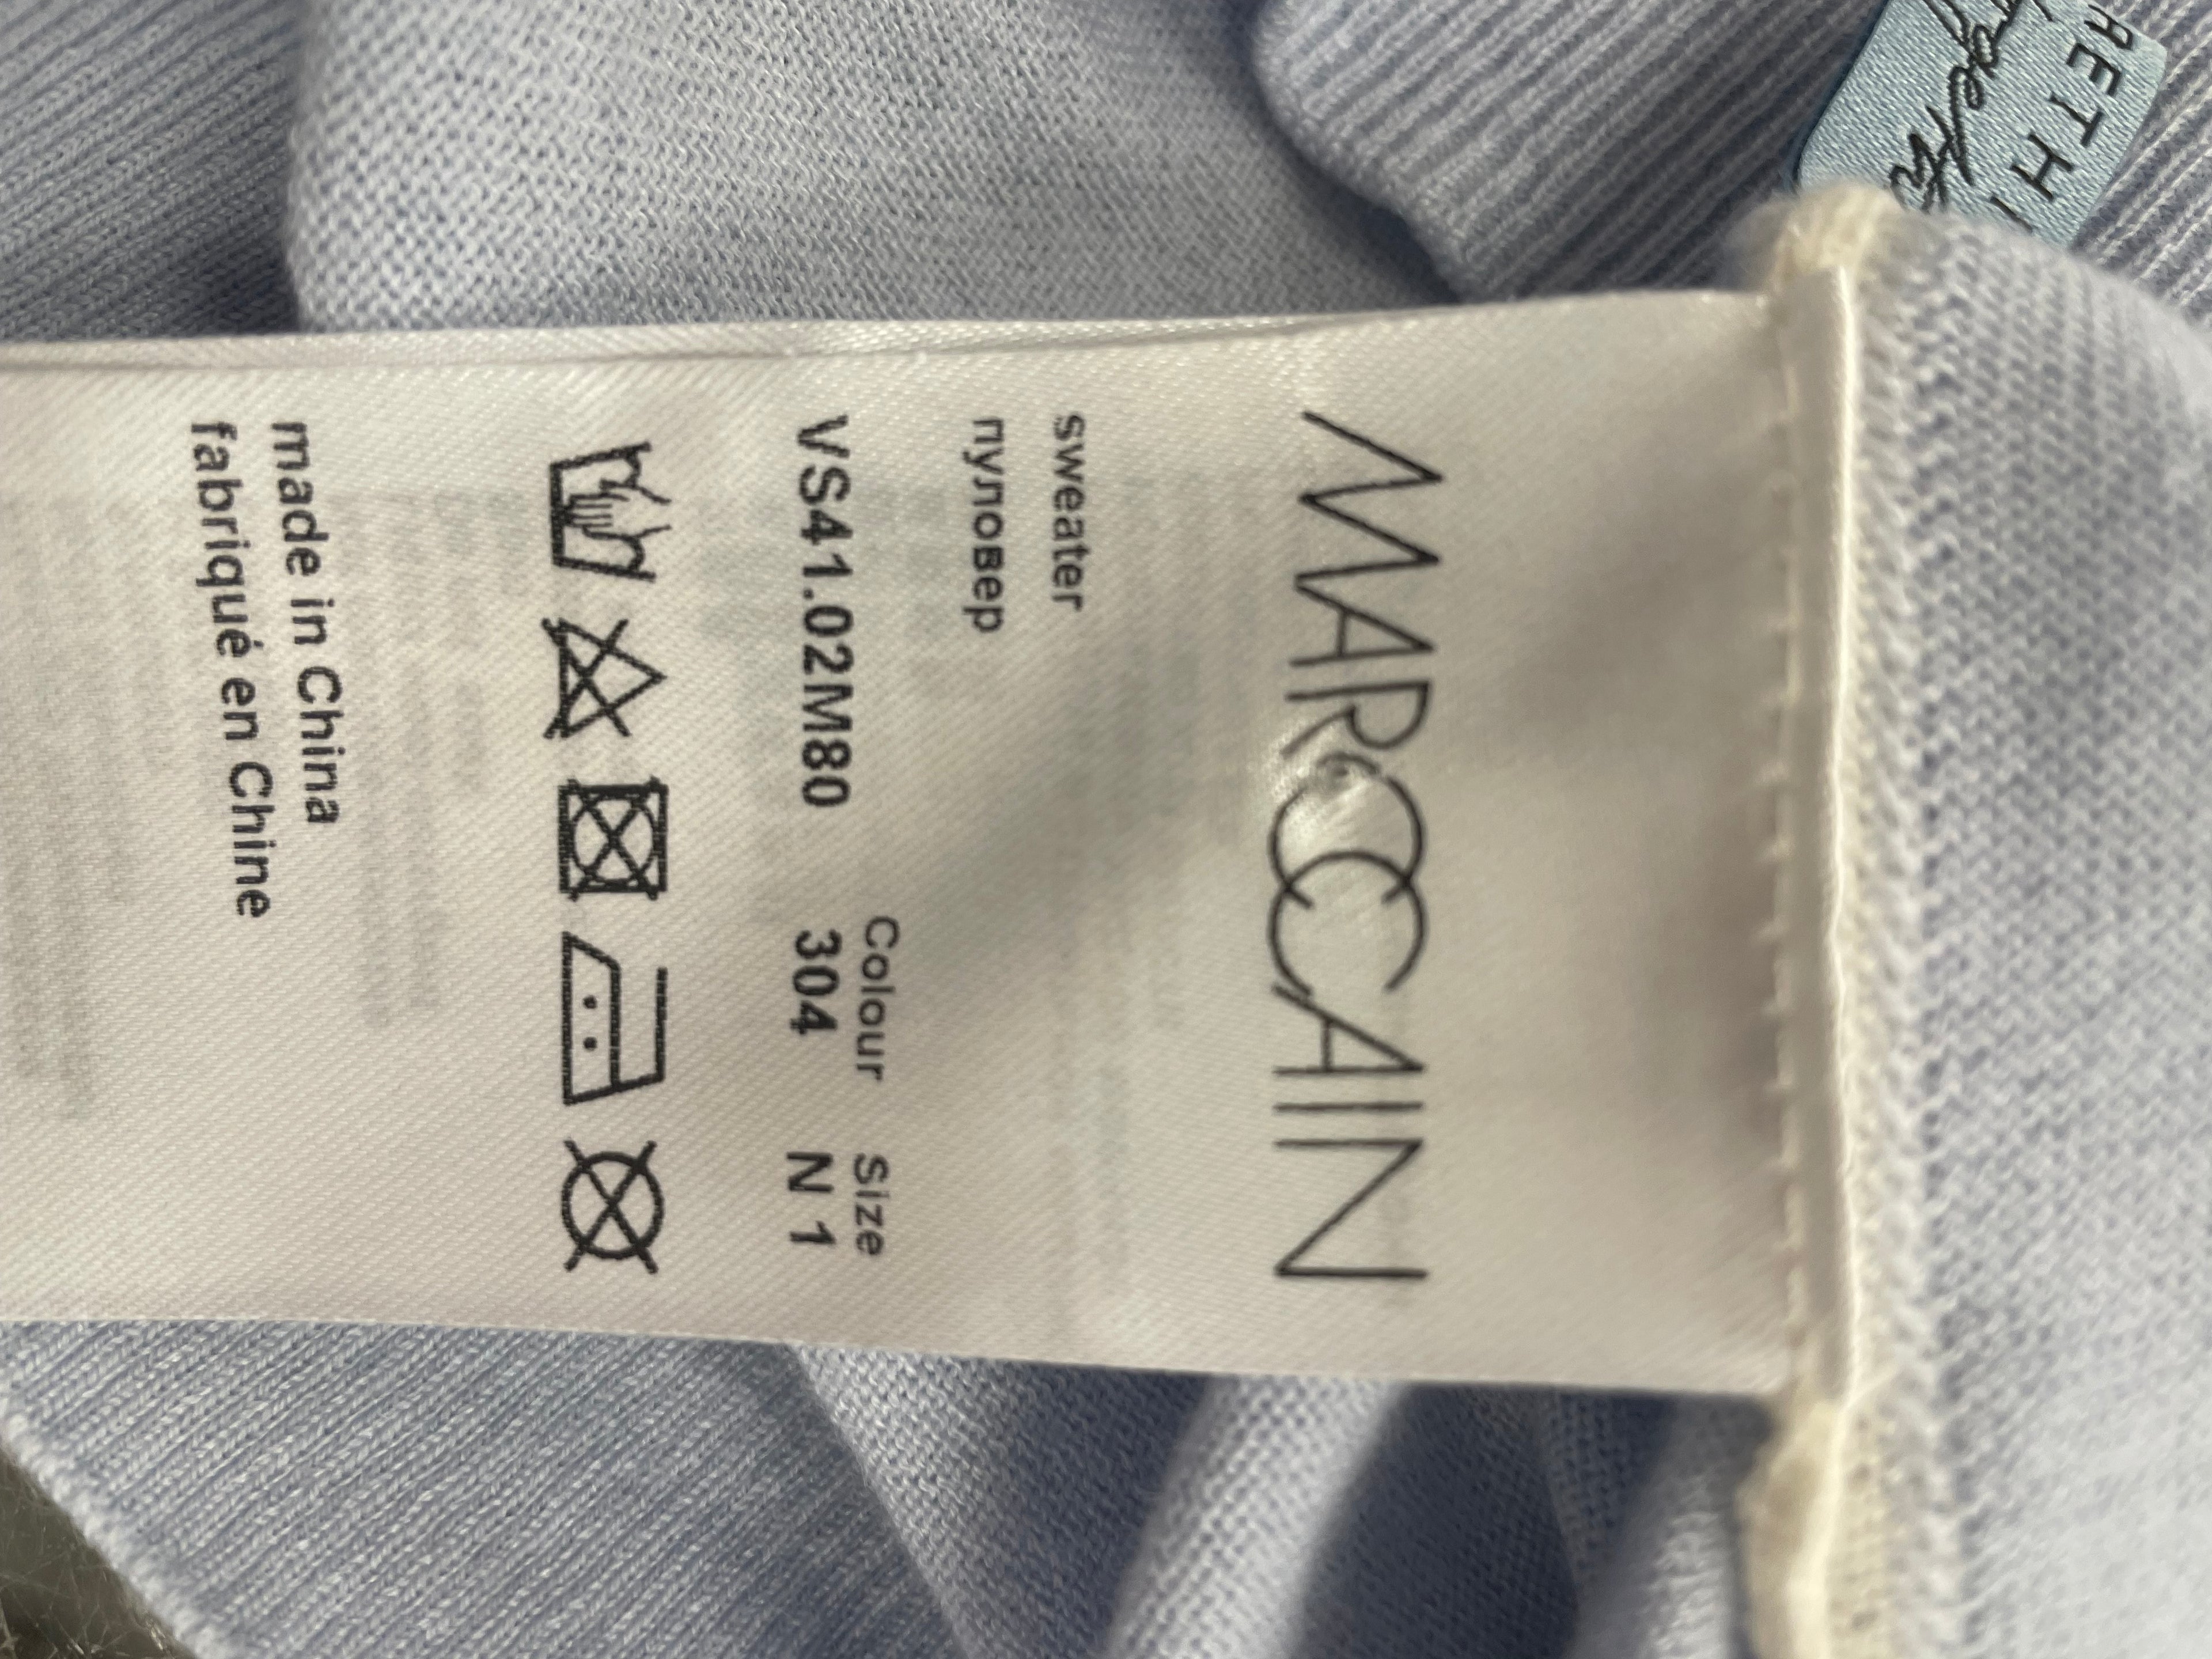 MARCCAIN
sweater
пуловер
Colour Size
VS41.02M80 304 N 1
made in China
fabriqué en Chine